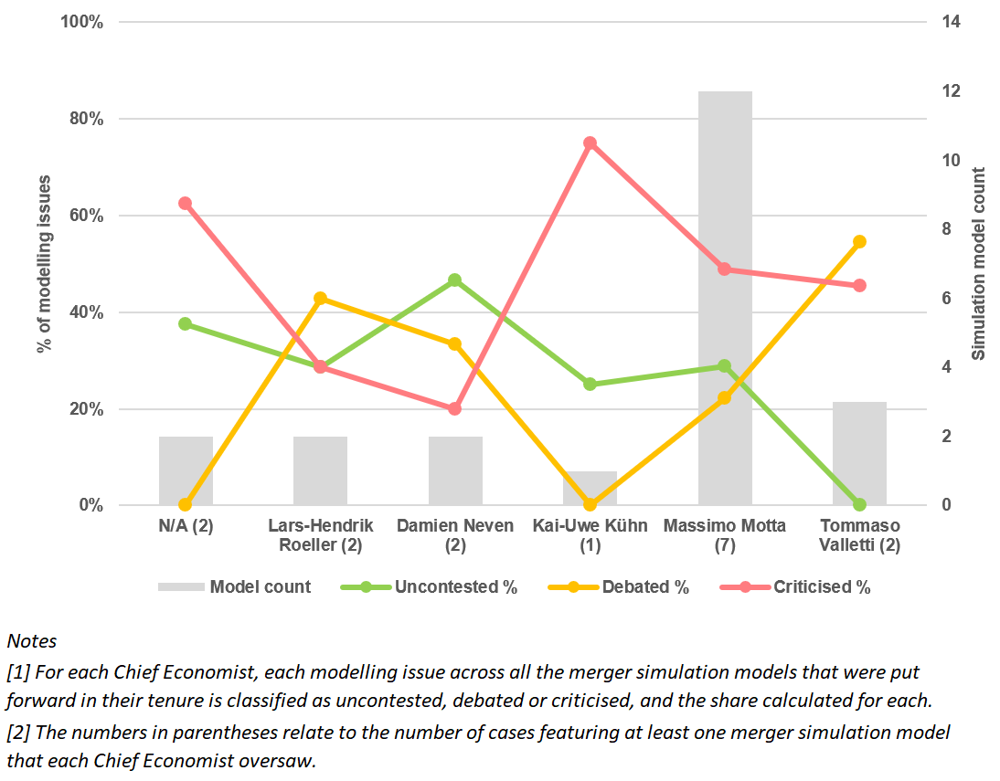 100%
80%
60%
40%
20%
0%
% of modelling issues
14
12
10
8
6
4
2
0
Simulation model count
N/A (2)
Lars-Hendrik
Roeller (2)
Damien Neven
(2)
Kai-Uwe Kühn
(1)
Massimo Motta
(7)
Tommaso
Valletti (2)
Model count
Uncontested %
Debated %
Criticised %
Notes
[1] For each Chief Economist, each modelling issue across all the merger simulation models that were put
forward in their tenure is classified as uncontested, debated or criticised, and the share calculated for each.
[2] The numbers in parentheses relate to the number of cases featuring at least one merger simulation model
that each Chief Economist oversaw.